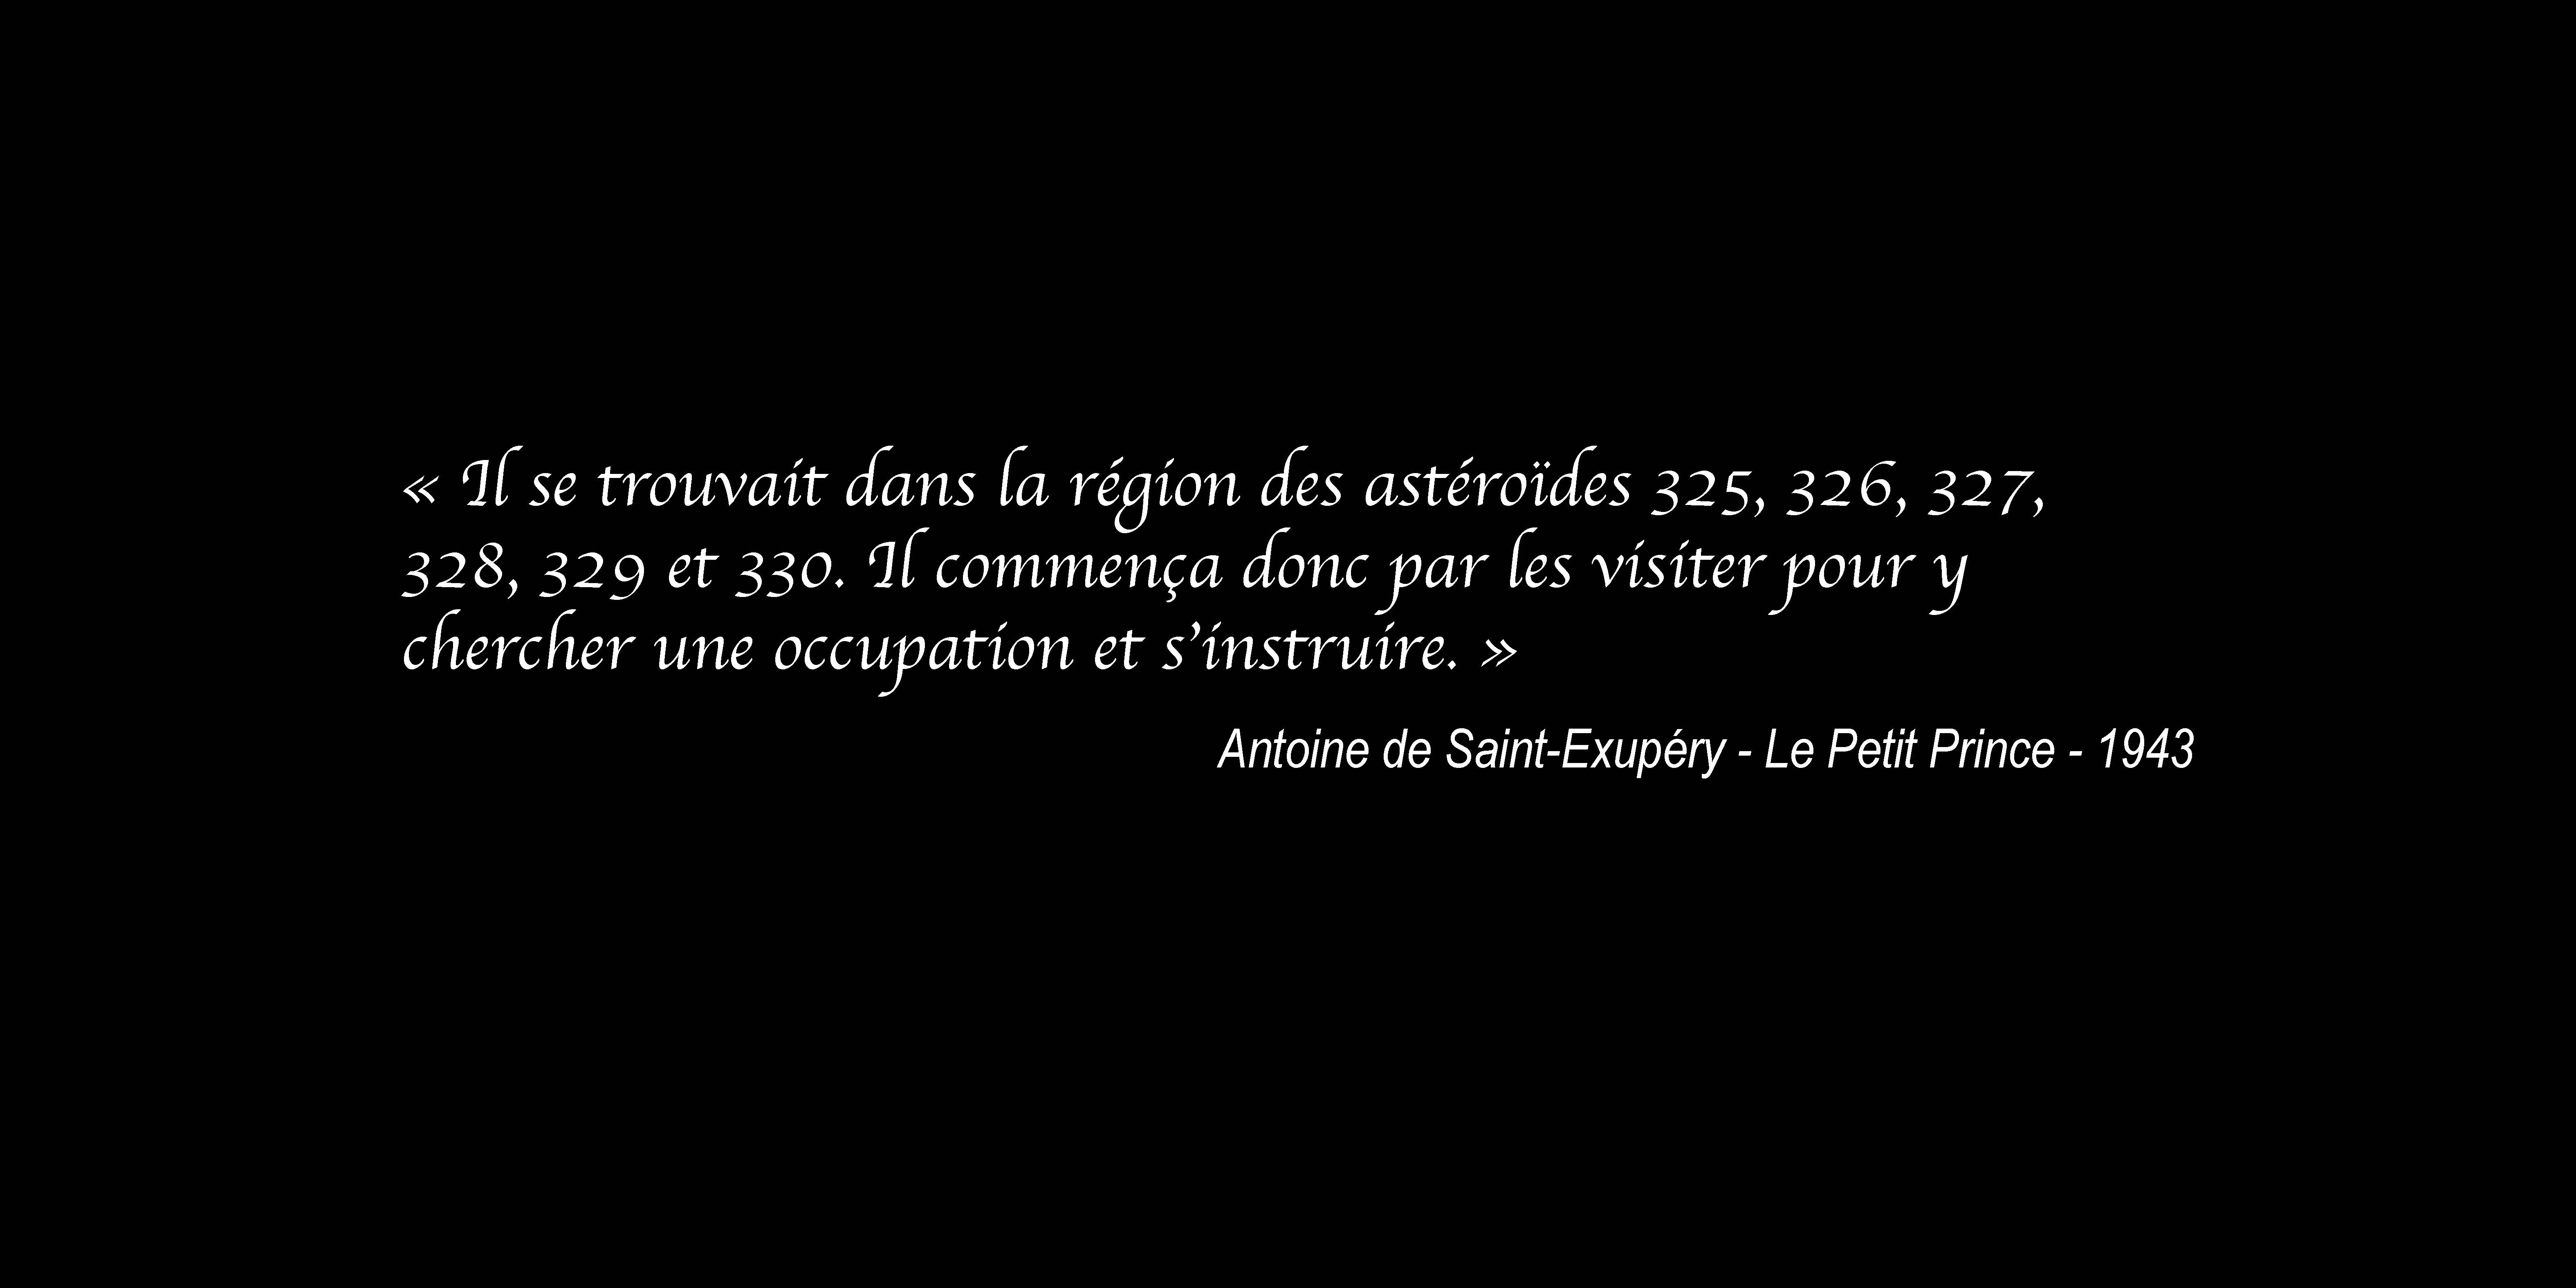 « Il se trouvait dans la région des astéroïdes 325, 326, 327,
328, 329 et 330. Il commença donc par les visiter pour y
chercher une occupation et s’instruire. »
Antoine de Saint-Exupéry - Le Petit Prince - 1943